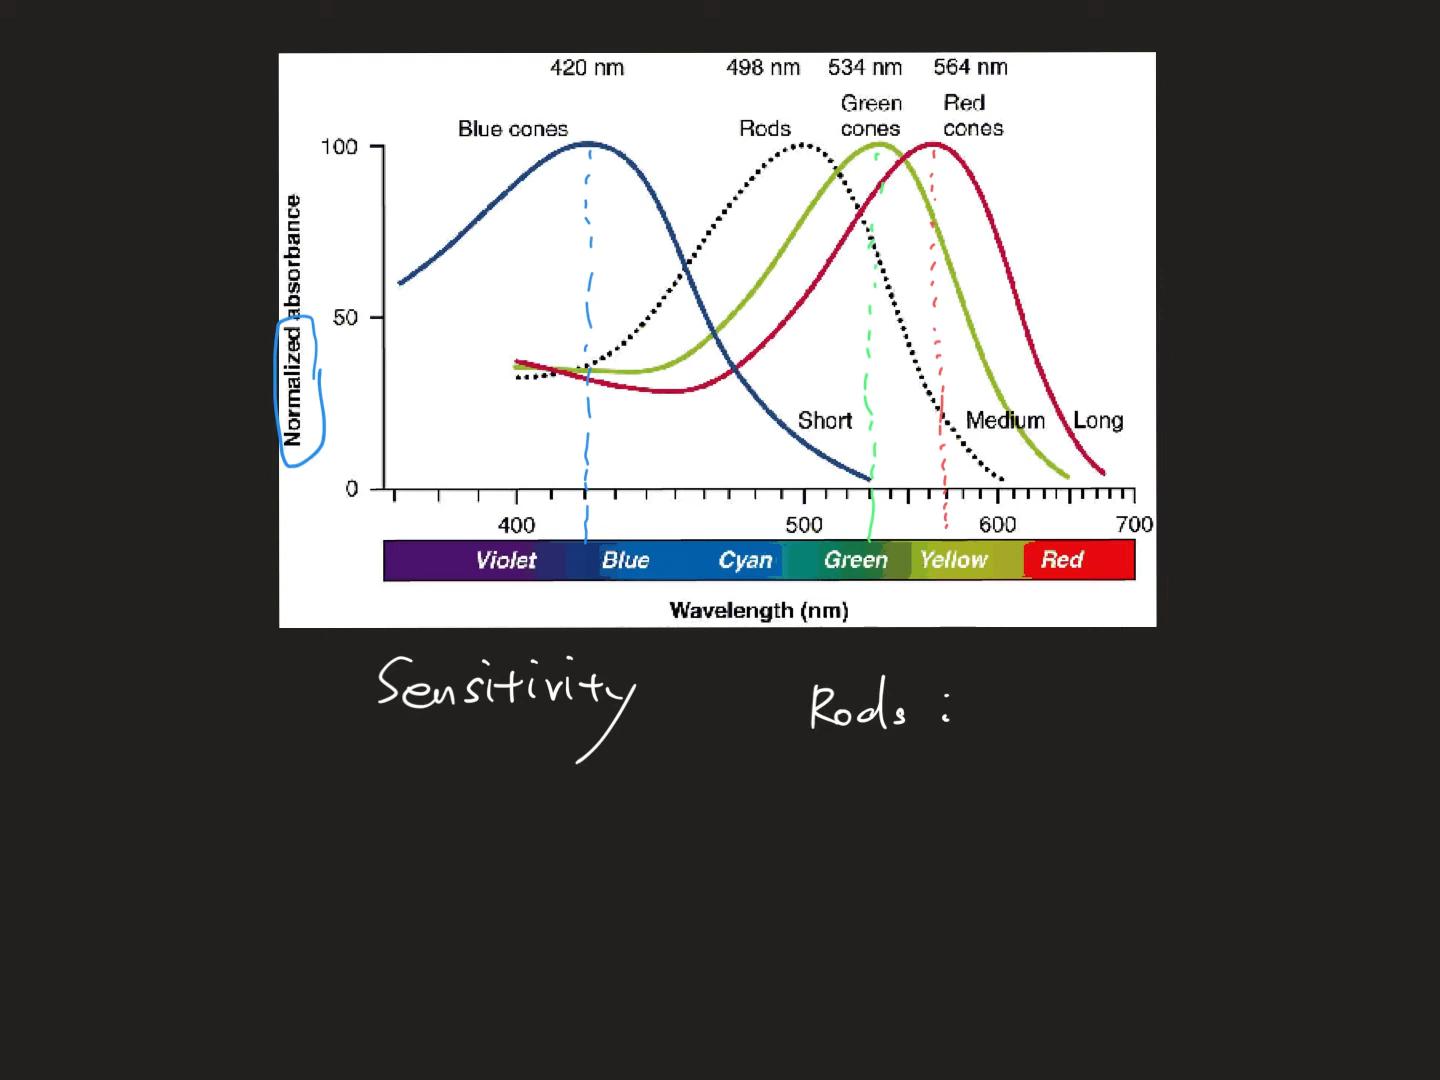 420 nm 498 nm 534 nm 564 nm
Blue cones Rods Green cones Red cones
100
50
0
Normalized absorbance
Short Medium Long
400 500 600 700
Violet Blue Cyan Green Yellow Red
Wavelength (nm)
Sensitivity Rods :